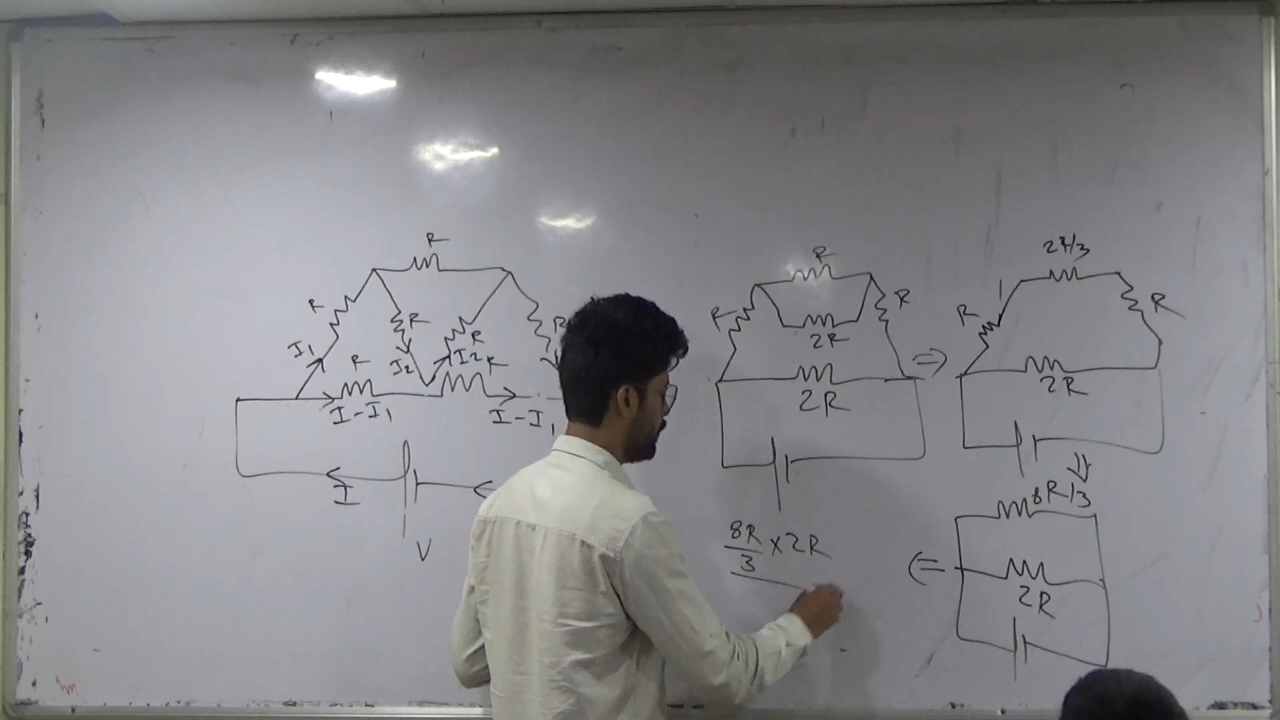 R
R
R
R
R
I₁
R
I₂
I₂
R
I-I₁
I-I₁
I
V
R
R
R
2R
2R
⇒
2R/3
R
R
2R
⇓
8R/3
2R
(=
8R/3 ×2R